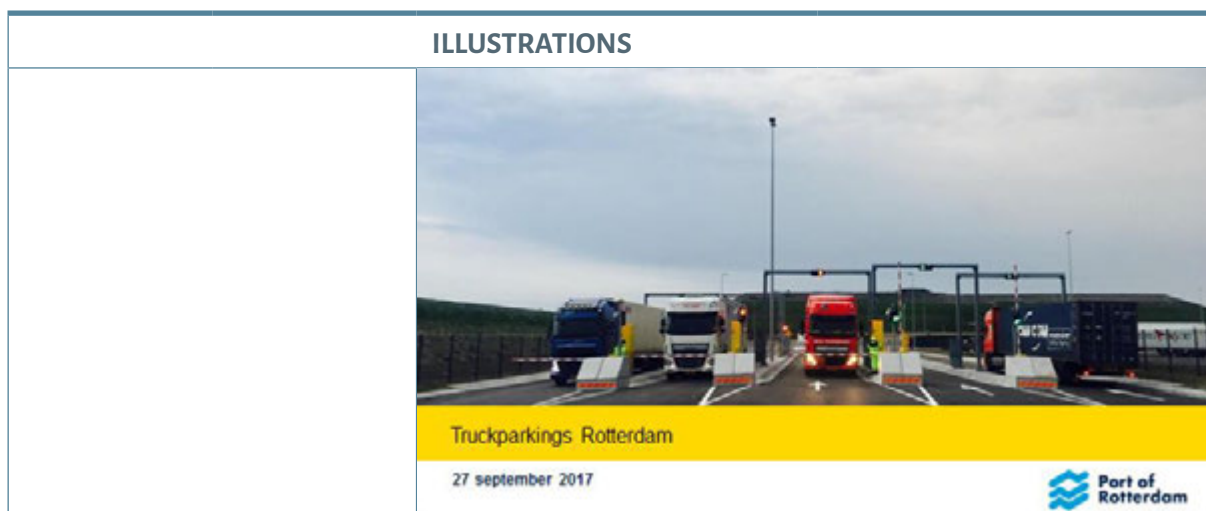 ILLUSTRATIONS
Truckparkings Rotterdam
27 september 2017
Port of
Rotterdam